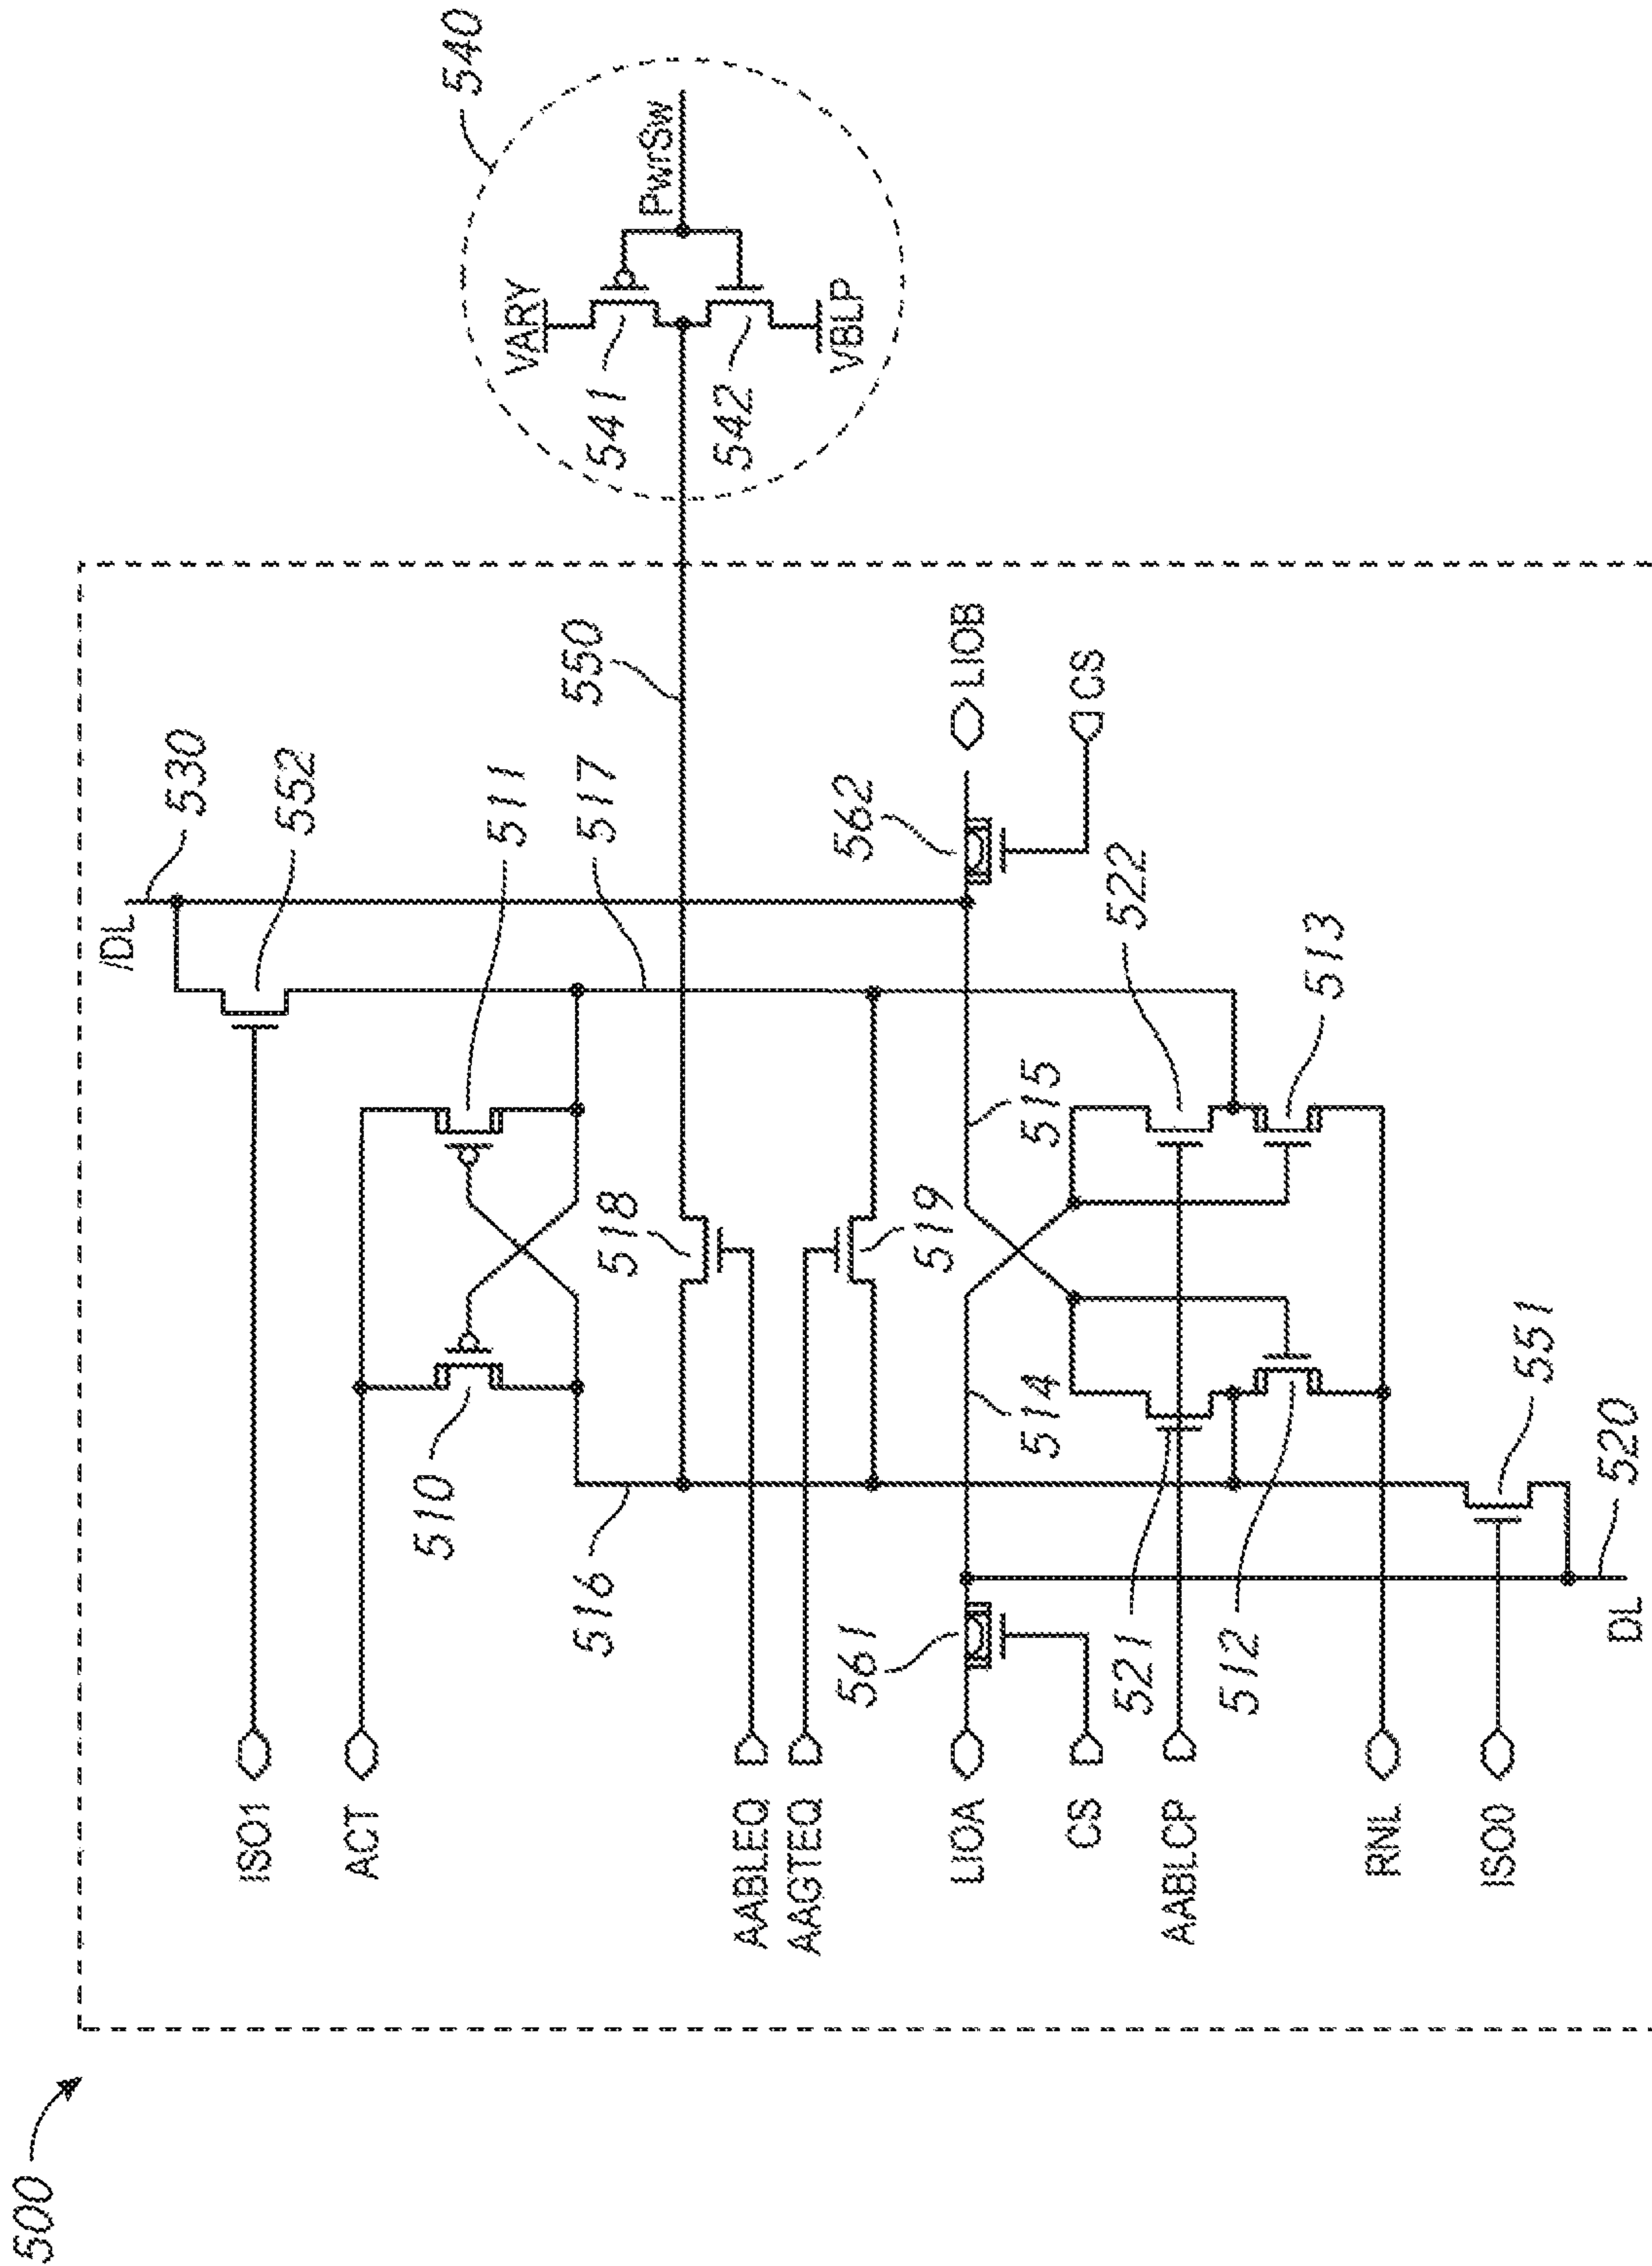 500
/DL
530
ISO1
552
ACT
510
511
540
VARY
516
517
550
541
518
PwrSw
542
AABLEQ
AAGTEQ
VBLP
561
562
519
LIOA
LIOB
514
515
CS
CS
521
522
AABLCP
512
513
RNL
ISO0
551
DL
520